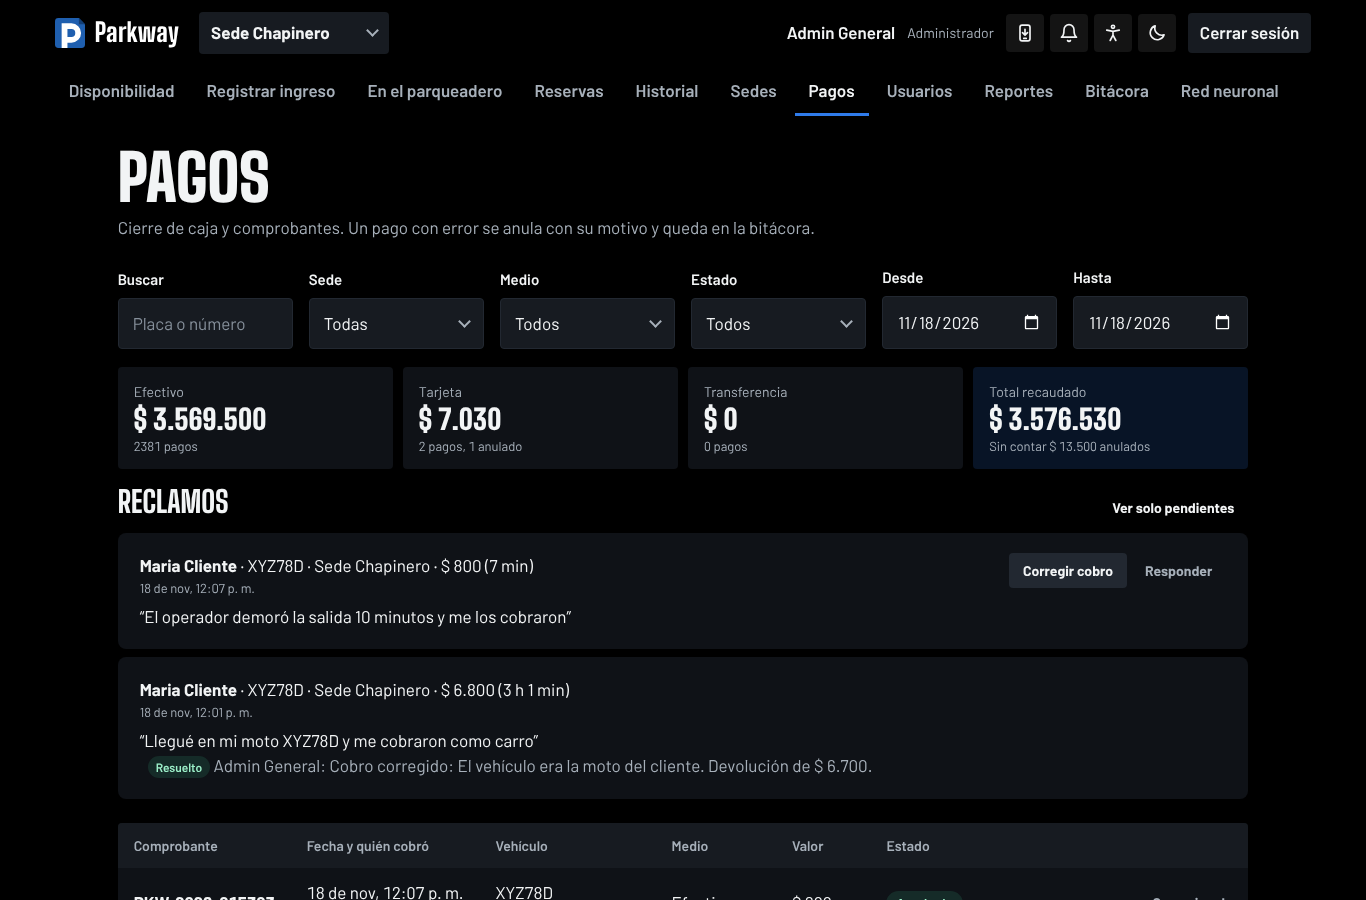 Parkway
Sede Chapinero
Admin General
Administrador
Cerrar sesión
Disponibilidad
Registrar ingreso
En el parqueadero
Reservas
Historial
Sedes
Pagos
Usuarios
Reportes
Bitácora
Red neuronal
PAGOS
Cierre de caja y comprobantes. Un pago con error se anula con su motivo y queda en la bitácora.
Buscar
Sede
Medio
Estado
Desde
Hasta
Placa o número
Todas
Todos
Todos
11/18/2026
11/18/2026
Efectivo
$ 3.569.500
2381 pagos
Tarjeta
$ 7.030
2 pagos, 1 anulado
Transferencia
$ 0
0 pagos
Total recaudado
$ 3.576.530
Sin contar $ 13.500 anulados
RECLAMOS
Ver solo pendientes
Maria Cliente · XYZ78D · Sede Chapinero · $ 800 (7 min)
18 de nov, 12:07 p. m.
“El operador demoró la salida 10 minutos y me los cobraron”
Corregir cobro
Responder
Maria Cliente · XYZ78D · Sede Chapinero · $ 6.800 (3 h 1 min)
18 de nov, 12:01 p. m.
“Llegué en mi moto XYZ78D y me cobraron como carro”
Resuelto Admin General: Cobro corregido: El vehículo era la moto del cliente. Devolución de $ 6.700.
Comprobante
Fecha y quién cobró
Vehículo
Medio
Valor
Estado
18 de nov, 12:07 p. m.
XYZ78D